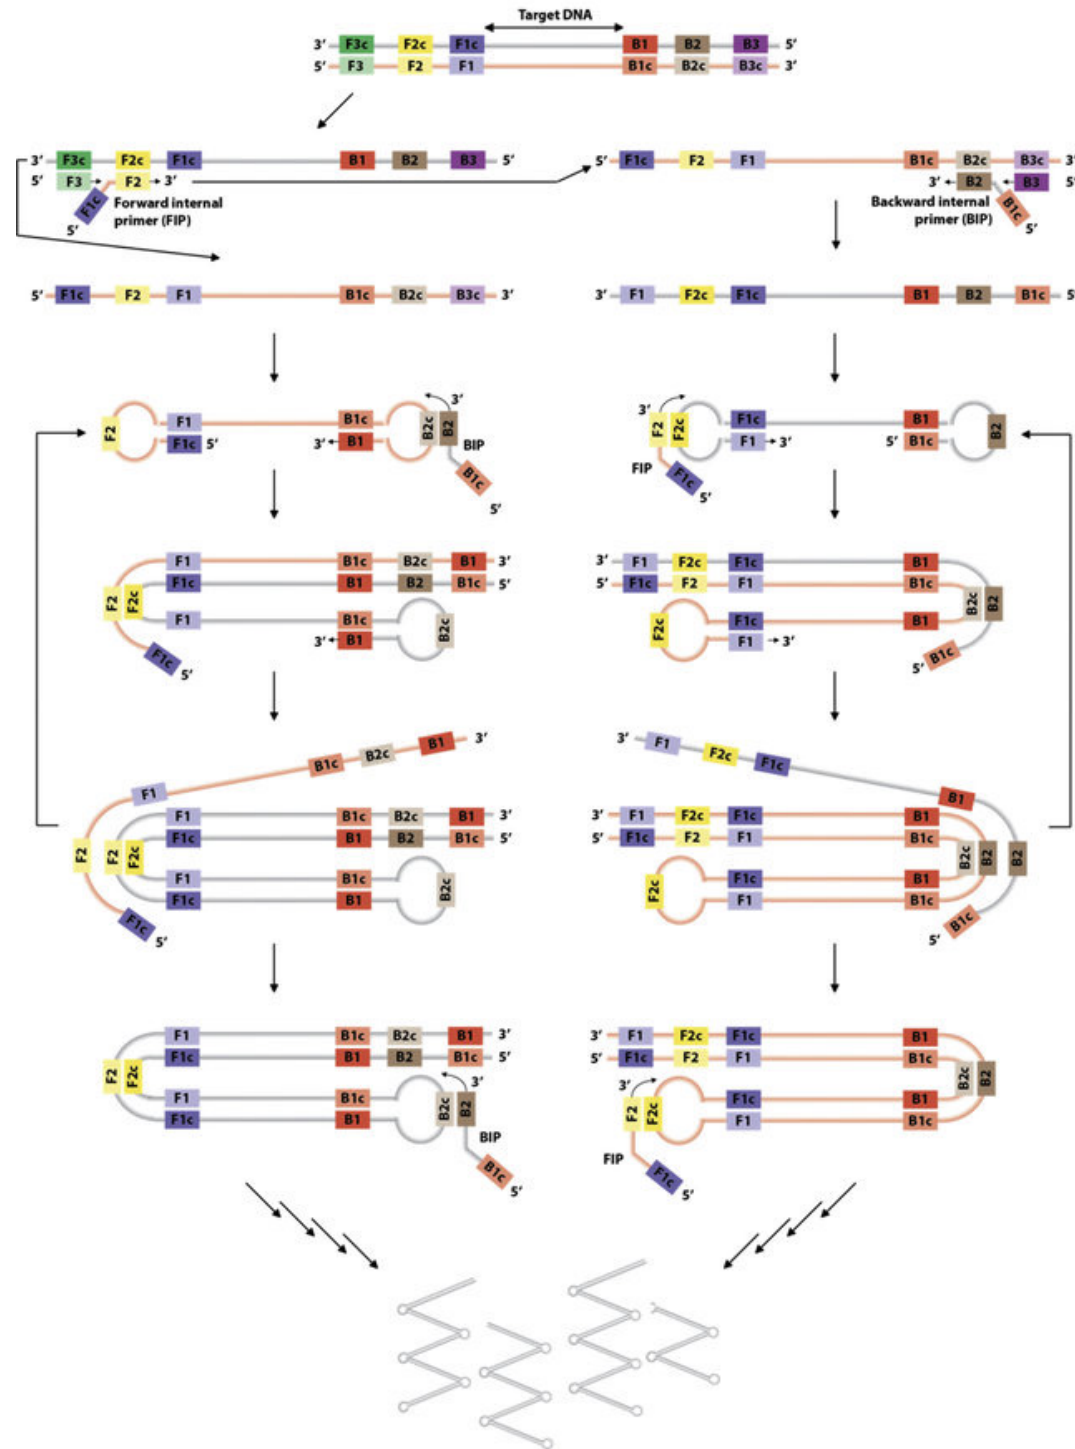 Target DNA
3’ F3c F2c F1c B1 B2 B3 5’
5’ F3 F2 F1 B1c B2c B3c 3’
3’ F3c F2c F1c B1 B2 B3 5’
5’ F3 F2 3’
F1c
5’
Forward internal
primer (FIP)
5’ F1c F2 F1 B1c B2c B3c 3’
3’ B2 B3 5’
B1c
5’
Backward internal
primer (BIP)
5’ F1c F2 F1 B1c B2c B3c 3’
3’ F1 F2c F1c B1 B2 B1c 5’
3’
F2 F1 B1c B2c B2
F1c 5’ 3’ B1
BIP
B1c
5’
3’
F2 F2c F1c B1 B2
F1 3’ 5’ B1c
FIP
F1c
5’
F1 B1c B2c B1 3’
F1c B1 B2 B1c 5’
F2 F2c
F1 B1c B2c
3’ B1
F1c
5’
3’ F1 F2c F1c B1
5’ F1c F2 F1 B1c
B2c B2
F2c F1c B1
F1 3’
B1c
5’
3’
B1c B2c B1
F1
F1 B1c B2c B1 3’
F1c B1 B2 B1c 5’
F2 F2 F2c
F1 B1c B2c
F1c B1
F1c
5’
3’ F1 F2c F1c
B1
3’ F1 F2c F1c B1
5’ F1c F2 F1 B1c
B2c B2 B2
F2c F1c B1
F1 B1c
B1c
5’
F1 B1c B2c B1 3’
F1c B1 B2 B1c 5’
F2 F2c
3’
F1 B1c B2c B2
F1c B1
BIP
B1c
5’
3’ F1 F2c F1c B1
5’ F1c F2 F1 B1c
B2c B2
3’
F2 F2c F1c B1
F1 B1c
FIP
F1c
5’